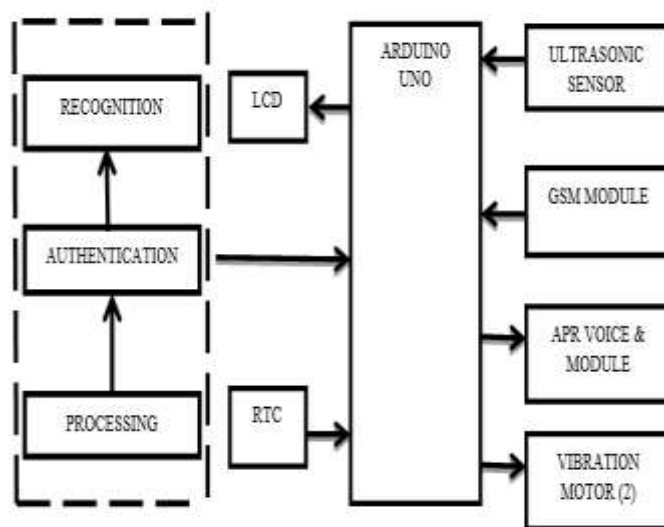 RECOGNITION
AUTHENTICATION
PROCESSING
LCD
RTC
ARDUINO
UNO
ULTRASONIC
SENSOR
GSM MODULE
APR VOICE &
MODULE
VIBRATION
MOTOR (2)